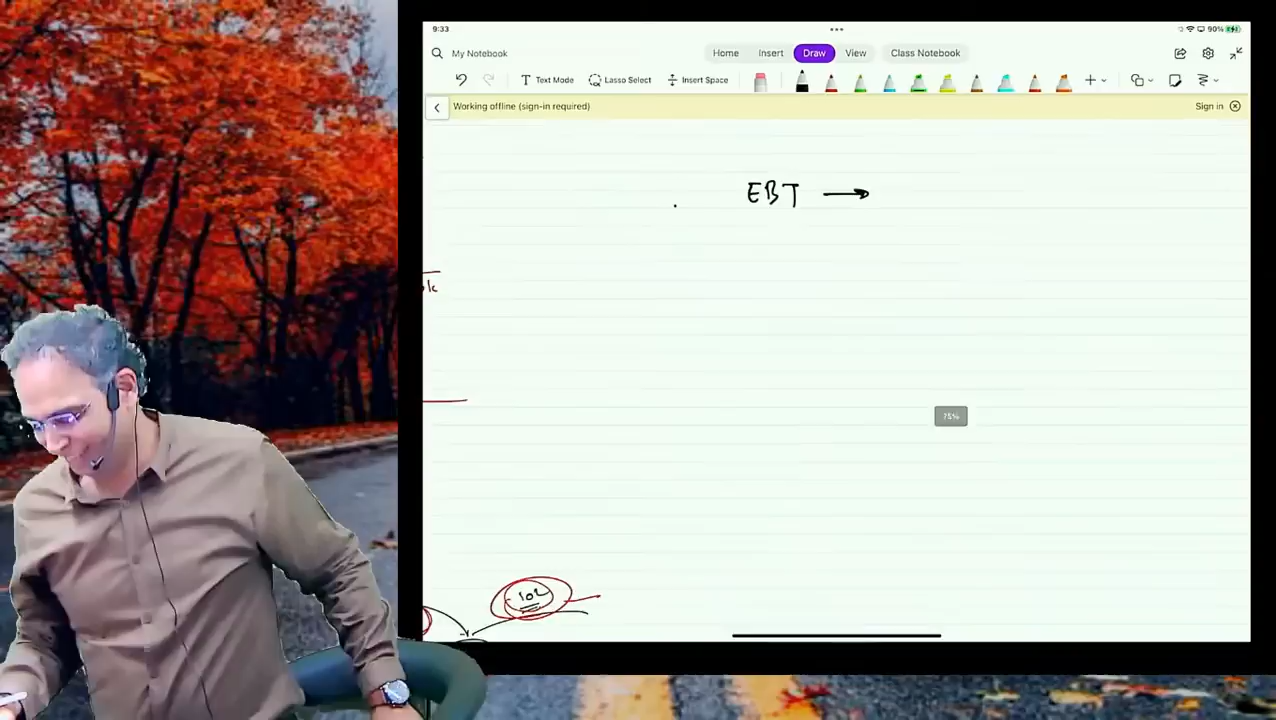 9:33
90%
My Notebook
Home Insert Draw View Class Notebook
Text Mode Lasso Select Insert Space
Working offline (sign-in required) Sign in
EBT →
75%